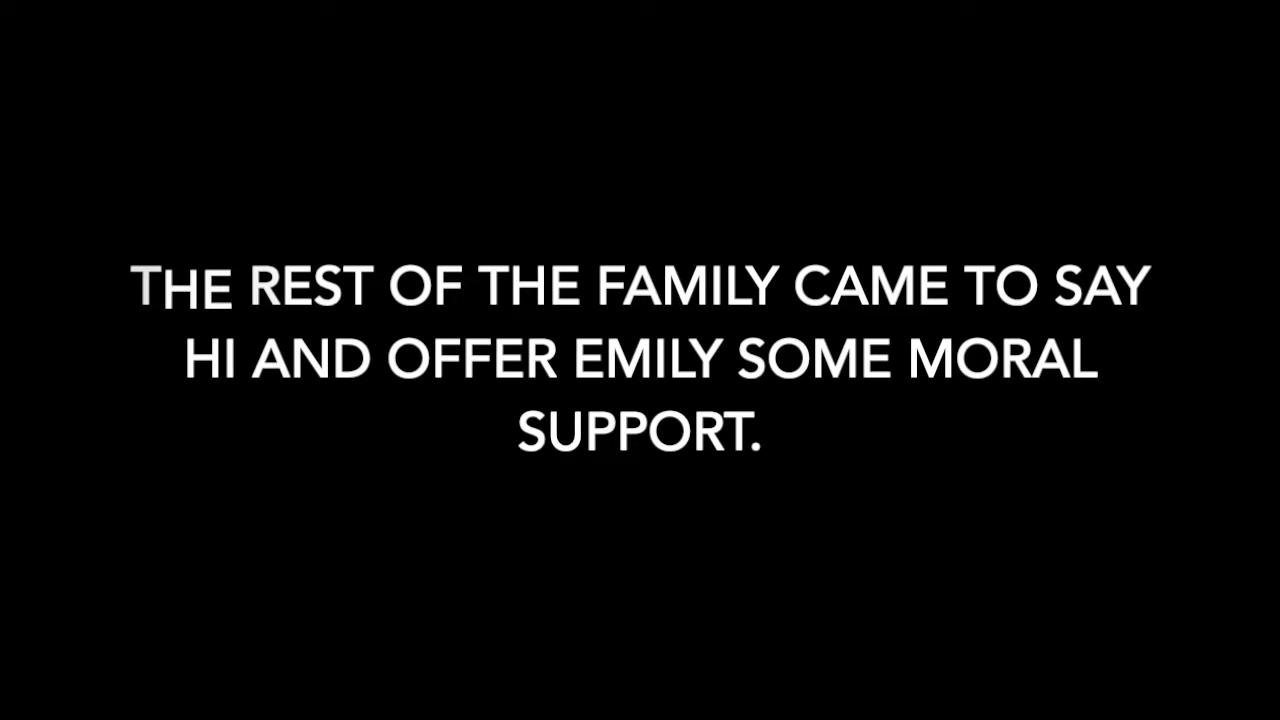 THE REST OF THE FAMILY CAME TO SAY
HI AND OFFER EMILY SOME MORAL
SUPPORT.